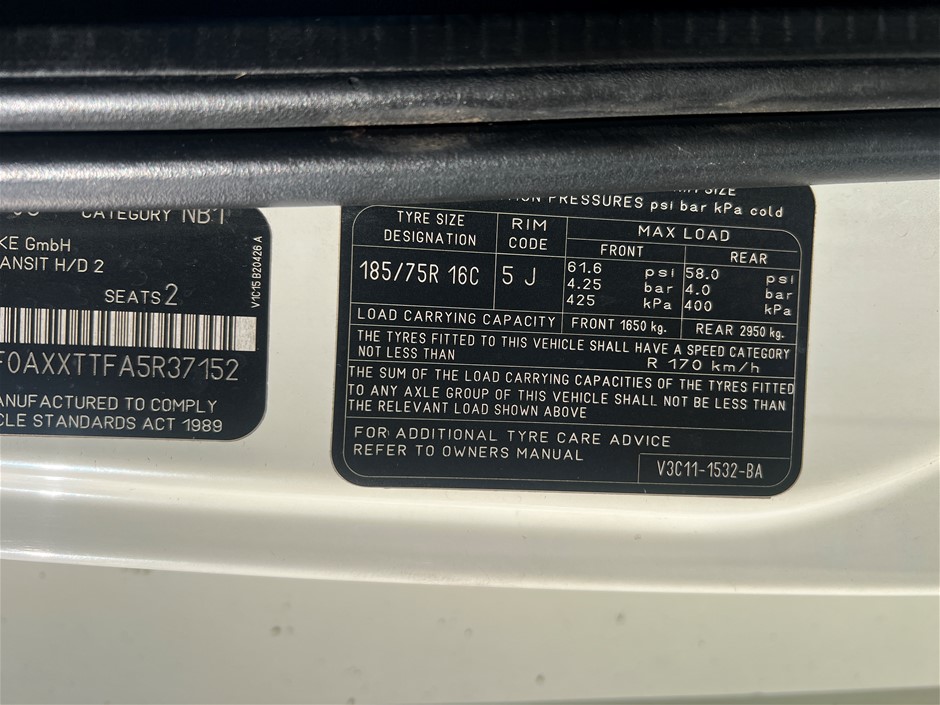 CATEGORY NB1
KE GmbH
ANSIT H/D 2
SEATS 2
V1C15 B20426 A
F0AXXTTFA5R37152
ANUFACTURED TO COMPLY
CLE STANDARDS ACT 1989
SIZE
PRESSURES psi bar kPa cold
TYRE SIZE DESIGNATION
RIM CODE
MAX LOAD
FRONT REAR
185/75R 16C 5 J
61.6 psi 58.0 psi
4.25 bar 4.0 bar
425 kPa 400 kPa
LOAD CARRYING CAPACITY FRONT 1650 kg. REAR 2950 kg.
THE TYRES FITTED TO THIS VEHICLE SHALL HAVE A SPEED CATEGORY
NOT LESS THAN R 170 km/h
THE SUM OF THE LOAD CARRYING CAPACITIES OF THE TYRES FITTED
TO ANY AXLE GROUP OF THIS VEHICLE SHALL NOT BE LESS THAN
THE RELEVANT LOAD SHOWN ABOVE
FOR ADDITIONAL TYRE CARE ADVICE
REFER TO OWNERS MANUAL
V3C11-1532-BA